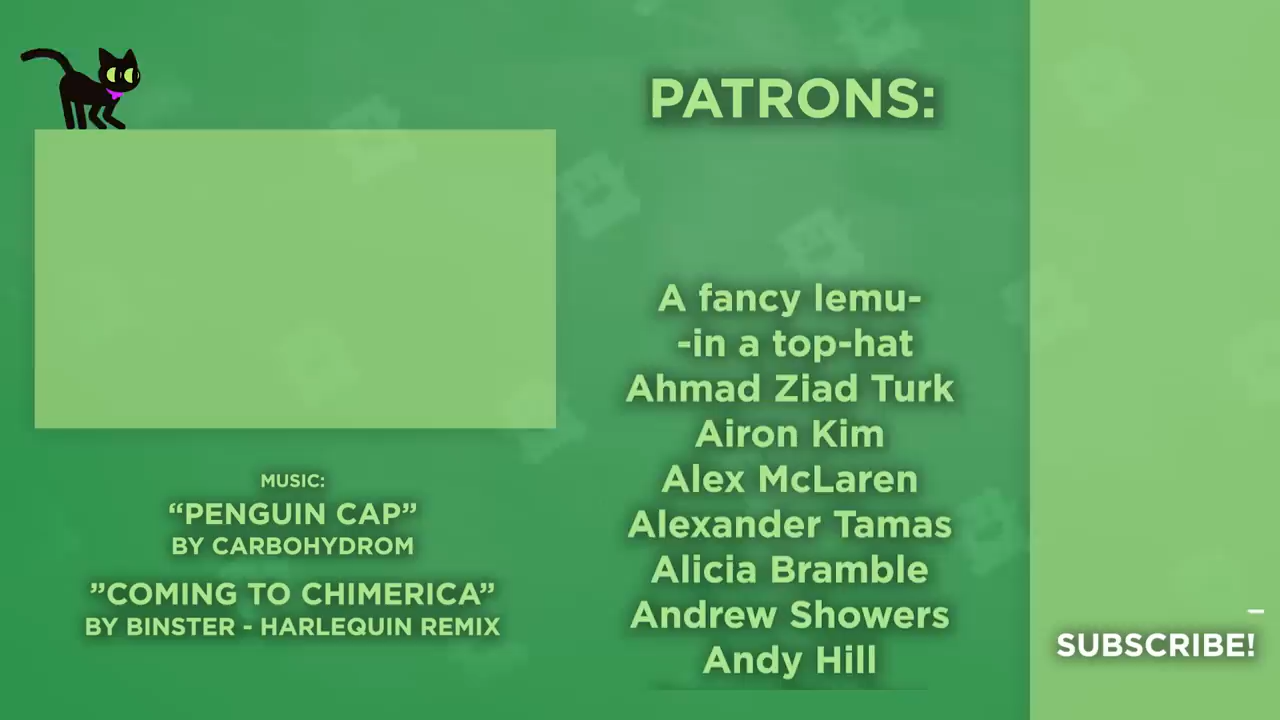 PATRONS:
A fancy lemu-
-in a top-hat
Ahmad Ziad Turk
Airon Kim
Alex McLaren
Alexander Tamas
Alicia Bramble
Andrew Showers
Andy Hill
MUSIC:
“PENGUIN CAP”
BY CARBOHYDROM
”COMING TO CHIMERICA”
BY BINSTER - HARLEQUIN REMIX
SUBSCRIBE!